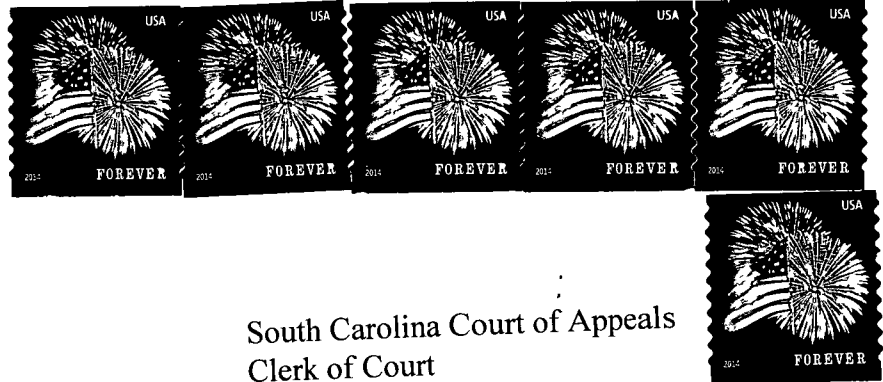 USA USA USA USA USA
2014 FOREVER 2014 FOREVER 2014 FOREVER 2014 FOREVER 2014 FOREVER
USA
South Carolina Court of Appeals
2014 FOREVER
Clerk of Court